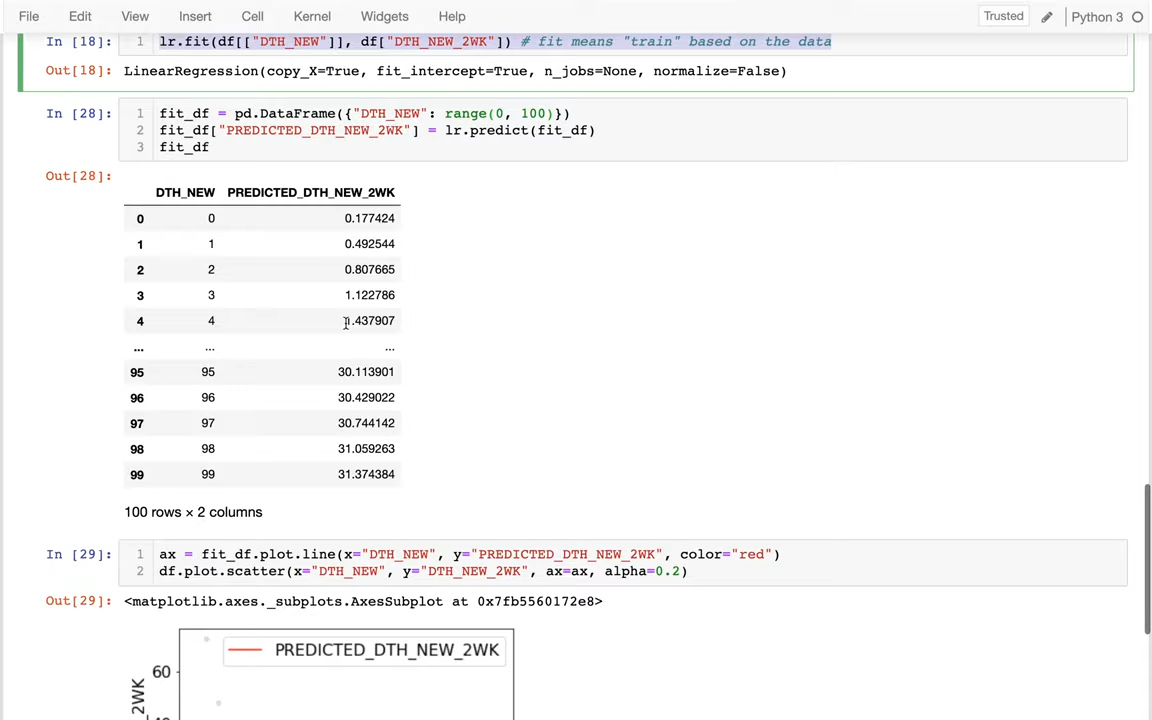 File Edit View Insert Cell Kernel Widgets Help Trusted Python 3
In [18]: 1 lr.fit(df[["DTH_NEW"]], df["DTH_NEW_2WK"]) # fit means "train" based on the data
Out[18]: LinearRegression(copy_X=True, fit_intercept=True, n_jobs=None, normalize=False)
In [28]: 1 fit_df = pd.DataFrame({"DTH_NEW": range(0, 100)})
2 fit_df["PREDICTED_DTH_NEW_2WK"] = lr.predict(fit_df)
3 fit_df
Out[28]:
DTH_NEW PREDICTED_DTH_NEW_2WK
0 0 0.177424
1 1 0.492544
2 2 0.807665
3 3 1.122786
4 4 1.437907
... ... ...
95 95 30.113901
96 96 30.429022
97 97 30.744142
98 98 31.059263
99 99 31.374384
100 rows × 2 columns
In [29]: 1 ax = fit_df.plot.line(x="DTH_NEW", y="PREDICTED_DTH_NEW_2WK", color="red")
2 df.plot.scatter(x="DTH_NEW", y="DTH_NEW_2WK", ax=ax, alpha=0.2)
Out[29]: <matplotlib.axes._subplots.AxesSubplot at 0x7fb5560172e8>
PREDICTED_DTH_NEW_2WK
60
_2WK